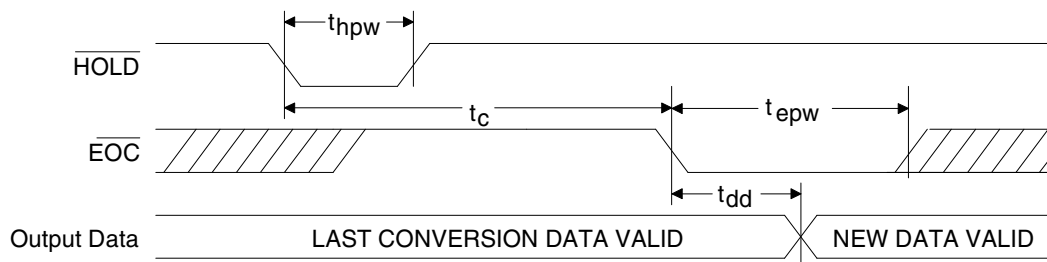 thpw
HOLD
tc
tepw
EOC
tdd
Output Data LAST CONVERSION DATA VALID NEW DATA VALID